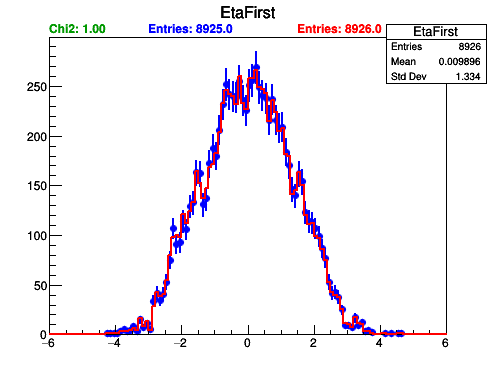 EtaFirst
Chi2: 1.00 Entries: 8925.0 Entries: 8926.0
EtaFirst
Entries 8926
Mean 0.009896
Std Dev 1.334
250
200
150
100
50
0
−6 −4 −2 0 2 4 6